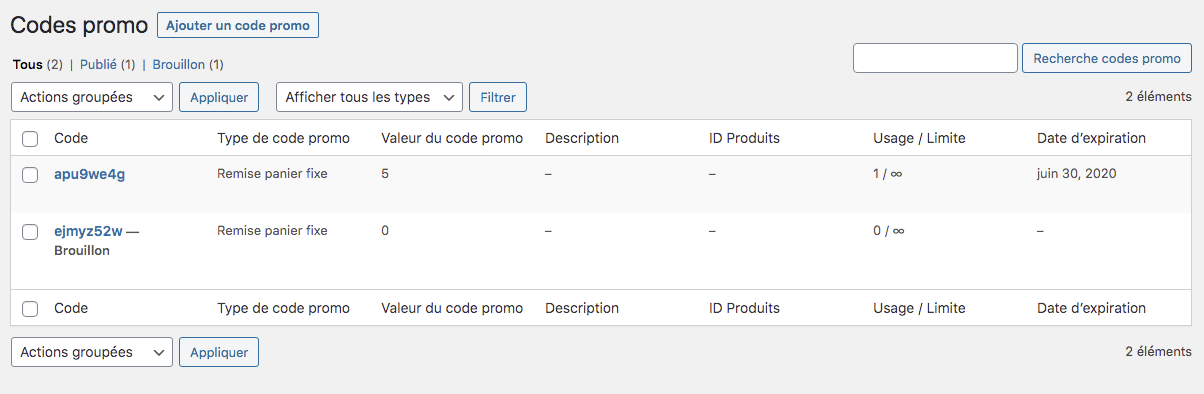 Codes promo Ajouter un code promo
Tous (2) | Publié (1) | Brouillon (1)
Recherche codes promo
Actions groupées Appliquer Afficher tous les types Filtrer 2 éléments
Code Type de code promo Valeur du code promo Description ID Produits Usage / Limite Date d’expiration
apu9we4g Remise panier fixe 5 – – 1 / ∞ juin 30, 2020
ejmyz52w — Remise panier fixe 0 – – 0 / ∞ –
Brouillon
Code Type de code promo Valeur du code promo Description ID Produits Usage / Limite Date d’expiration
Actions groupées Appliquer 2 éléments